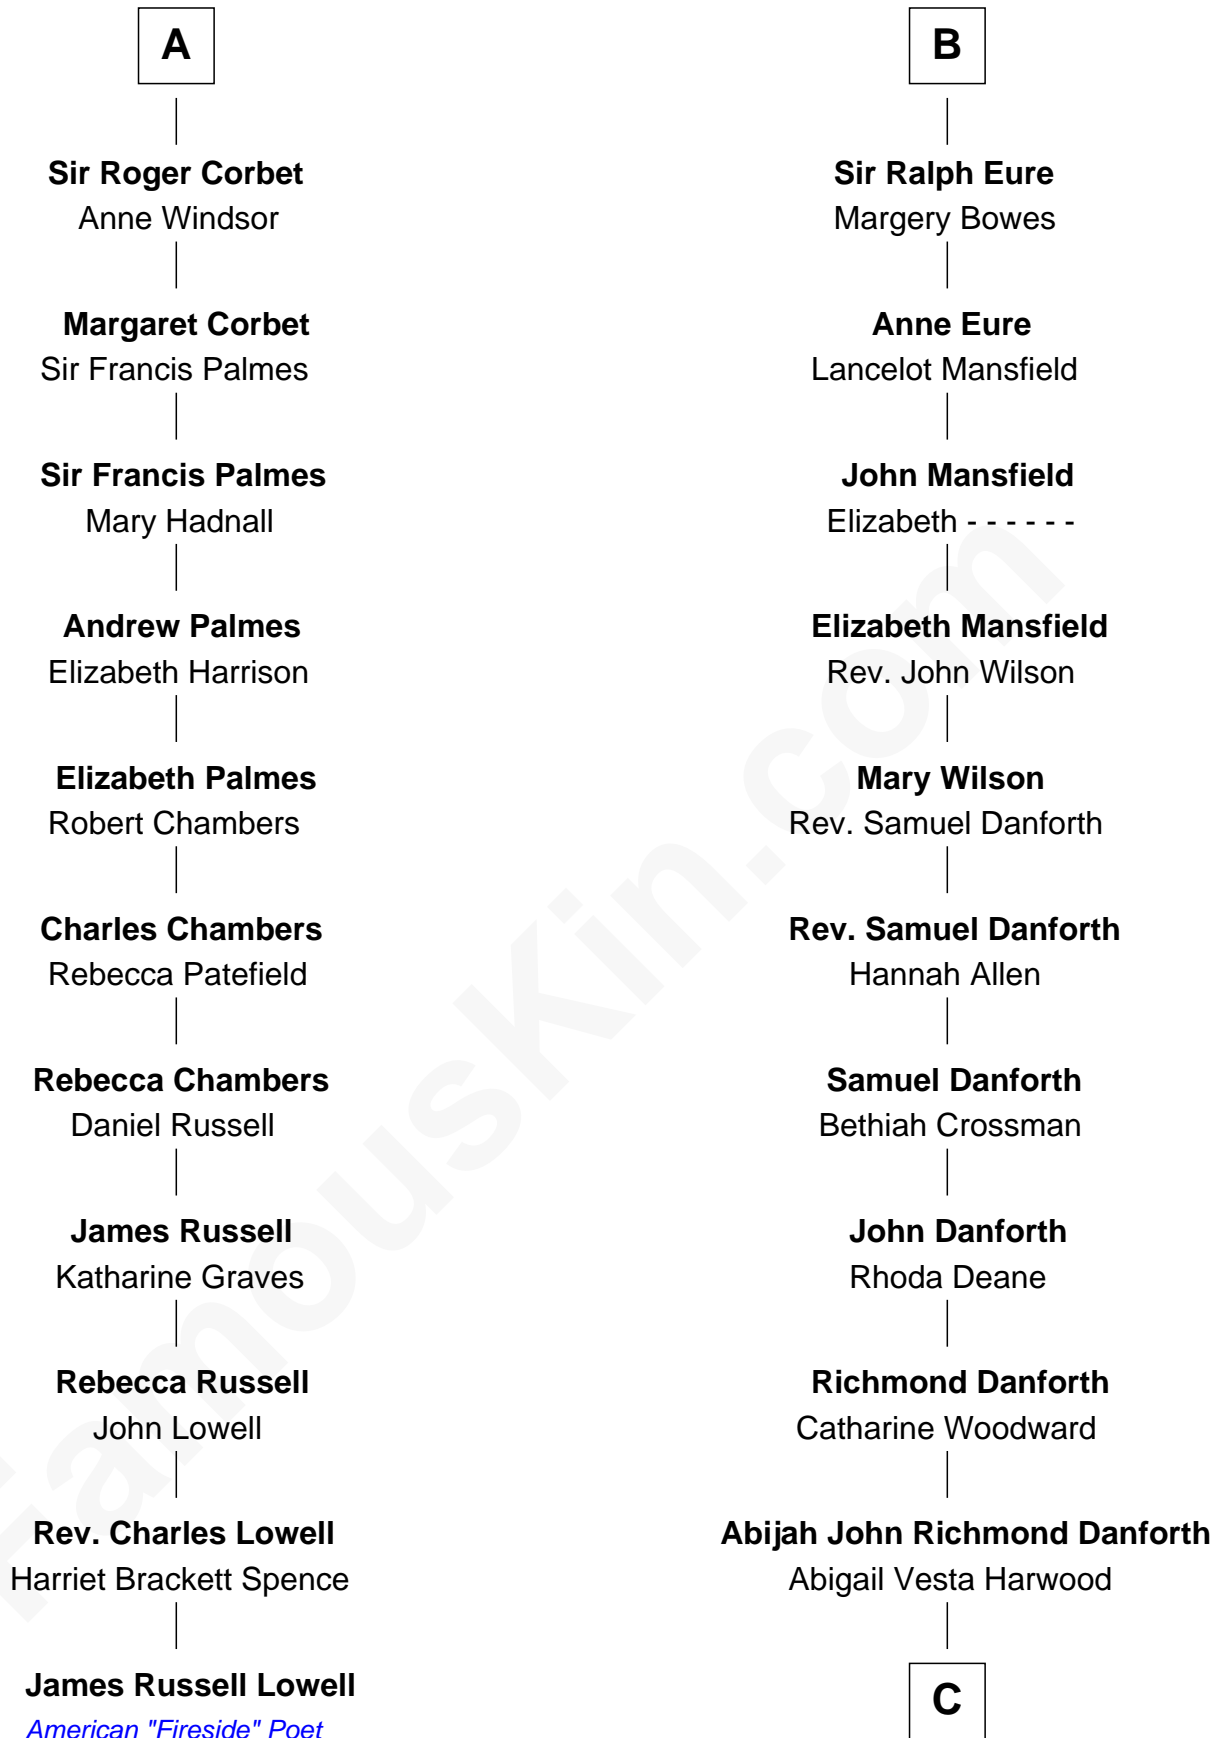 A
Sir Roger Corbet
Anne Windsor
Margaret Corbet
Sir Francis Palmes
Sir Francis Palmes
Mary Hadnall
Andrew Palmes
Elizabeth Harrison
Elizabeth Palmes
Robert Chambers
Charles Chambers
Rebecca Patefield
Rebecca Chambers
Daniel Russell
James Russell
Katharine Graves
Rebecca Russell
John Lowell
Rev. Charles Lowell
Harriet Brackett Spence
James Russell Lowell
American "Fireside" Poet
B
Sir Ralph Eure
Margery Bowes
Anne Eure
Lancelot Mansfield
John Mansfield
Elizabeth - - - - - -
Elizabeth Mansfield
Rev. John Wilson
Mary Wilson
Rev. Samuel Danforth
Rev. Samuel Danforth
Hannah Allen
Samuel Danforth
Bethiah Crossman
John Danforth
Rhoda Deane
Richmond Danforth
Catharine Woodward
Abijah John Richmond Danforth
Abigail Vesta Harwood
C
FamousKin.com